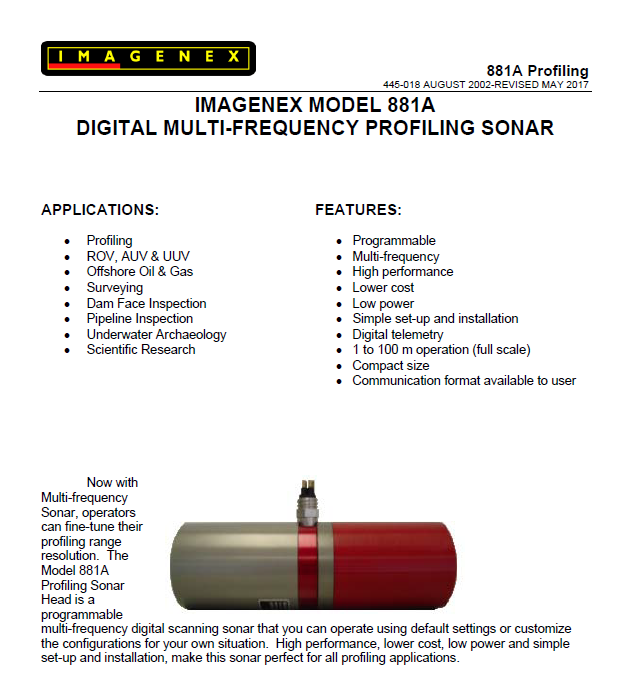 IMAGENEX
881A Profiling
445-018 AUGUST 2002-REVISED MAY 2017
IMAGENEX MODEL 881A
DIGITAL MULTI-FREQUENCY PROFILING SONAR
APPLICATIONS:
• Profiling
• ROV, AUV & UUV
• Offshore Oil & Gas
• Surveying
• Dam Face Inspection
• Pipeline Inspection
• Underwater Archaeology
• Scientific Research
FEATURES:
• Programmable
• Multi-frequency
• High performance
• Lower cost
• Low power
• Simple set-up and installation
• Digital telemetry
• 1 to 100 m operation (full scale)
• Compact size
• Communication format available to user
Now with
Multi-frequency
Sonar, operators
can fine-tune their
profiling range
resolution. The
Model 881A
Profiling Sonar
Head is a
programmable
multi-frequency digital scanning sonar that you can operate using default settings or customize
the configurations for your own situation. High performance, lower cost, low power and simple
set-up and installation, make this sonar perfect for all profiling applications.